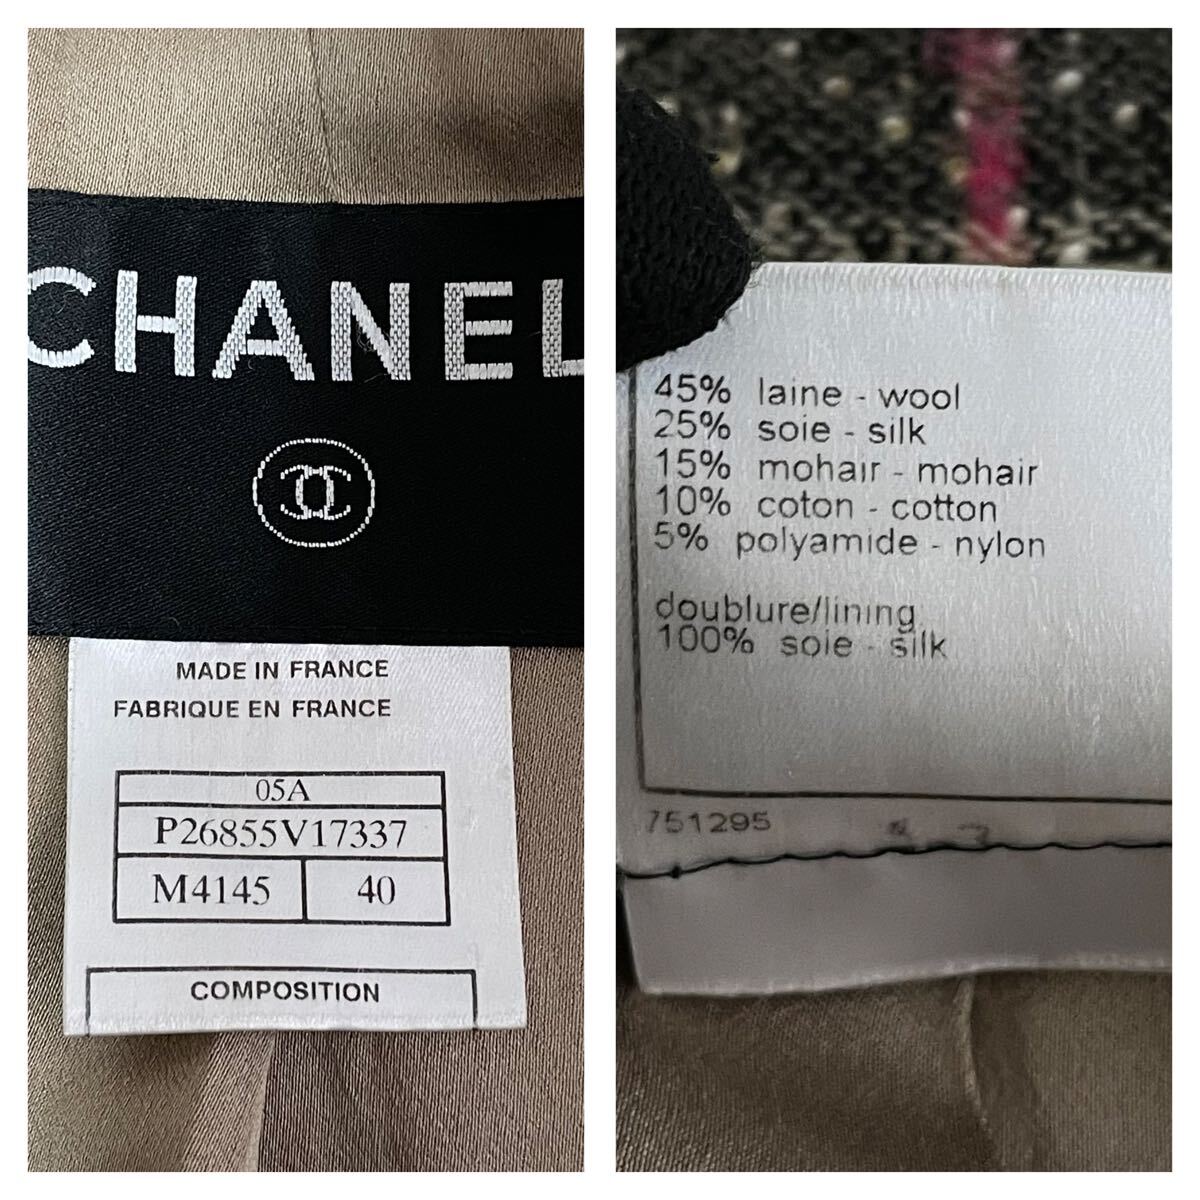 CHANEL
MADE IN FRANCE
FABRIQUE EN FRANCE
05A
P26855V17337
M4145 40
COMPOSITION
45% laine - wool
25% soie - silk
15% mohair - mohair
10% coton - cotton
5% polyamide - nylon
doublure/lining
100% soie - silk
751295